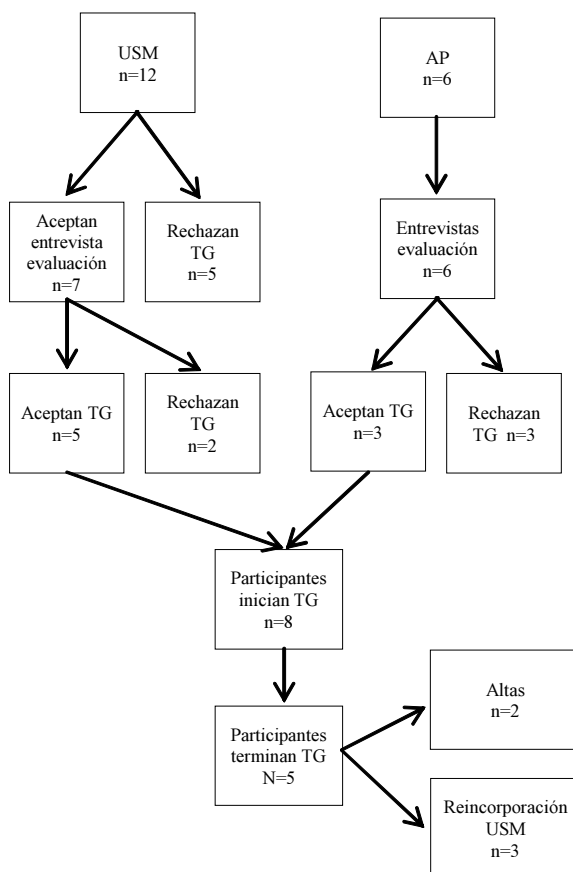 USM
n=12
AP
n=6
Aceptan
entrevista
evaluación
n=7
Rechazan
TG
n=5
Entrevistas
evaluación
n=6
Aceptan TG
n=5
Rechazan
TG
n=2
Aceptan TG
n=3
Rechazan
TG n=3
Participantes
inician TG
n=8
Participantes
terminan TG
N=5
Altas
n=2
Reincorporación
USM
n=3